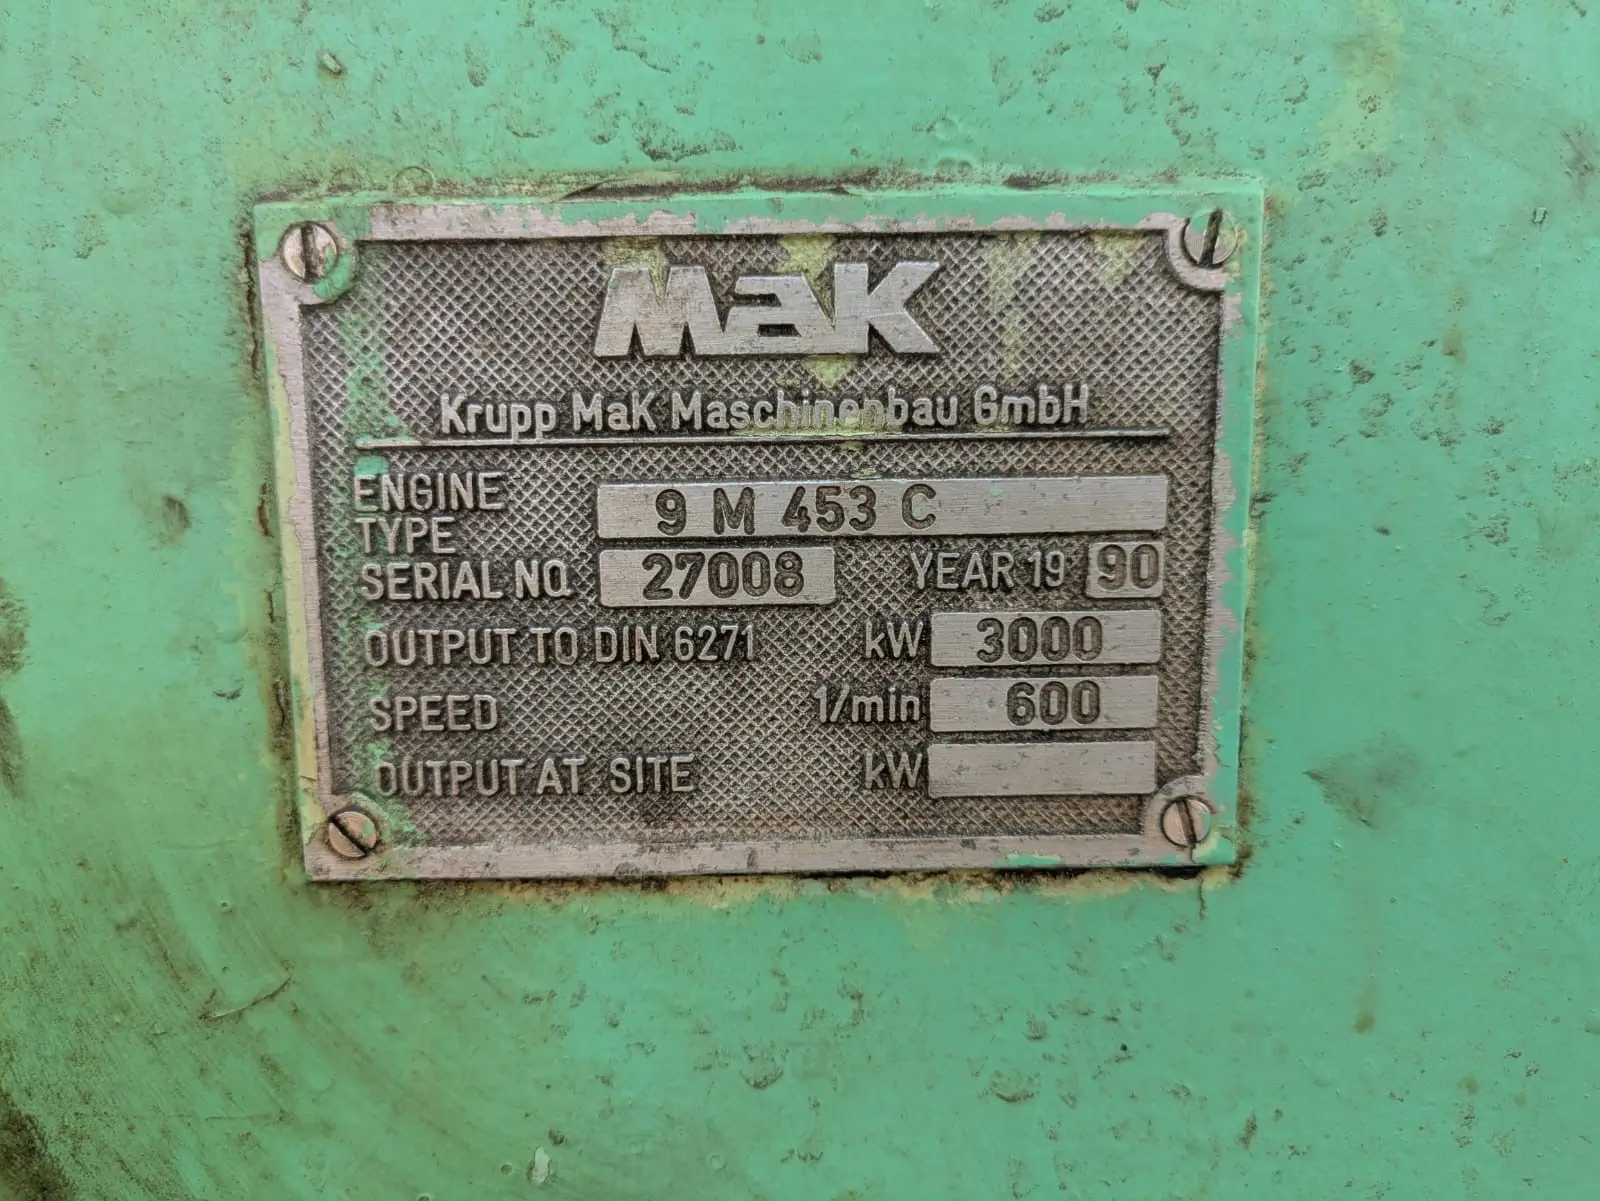 MaK
Krupp MaK Maschinenbau GmbH
ENGINE TYPE 9 M 453 C
SERIAL NO. 27008 YEAR 19 90
OUTPUT TO DIN 6271 kW 3000
SPEED 1/min 600
OUTPUT AT SITE kW